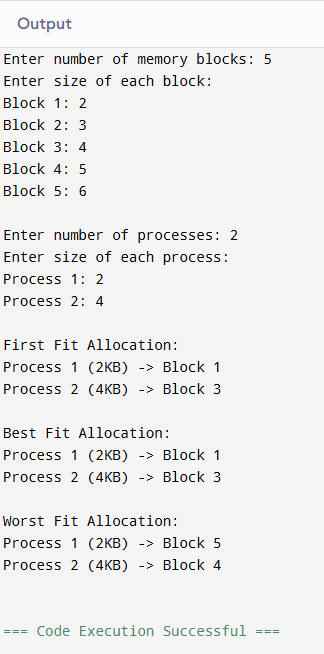 Output
Enter number of memory blocks: 5
Enter size of each block:
Block 1: 2
Block 2: 3
Block 3: 4
Block 4: 5
Block 5: 6
Enter number of processes: 2
Enter size of each process:
Process 1: 2
Process 2: 4
First Fit Allocation:
Process 1 (2KB) -> Block 1
Process 2 (4KB) -> Block 3
Best Fit Allocation:
Process 1 (2KB) -> Block 1
Process 2 (4KB) -> Block 3
Worst Fit Allocation:
Process 1 (2KB) -> Block 5
Process 2 (4KB) -> Block 4
=== Code Execution Successful ===